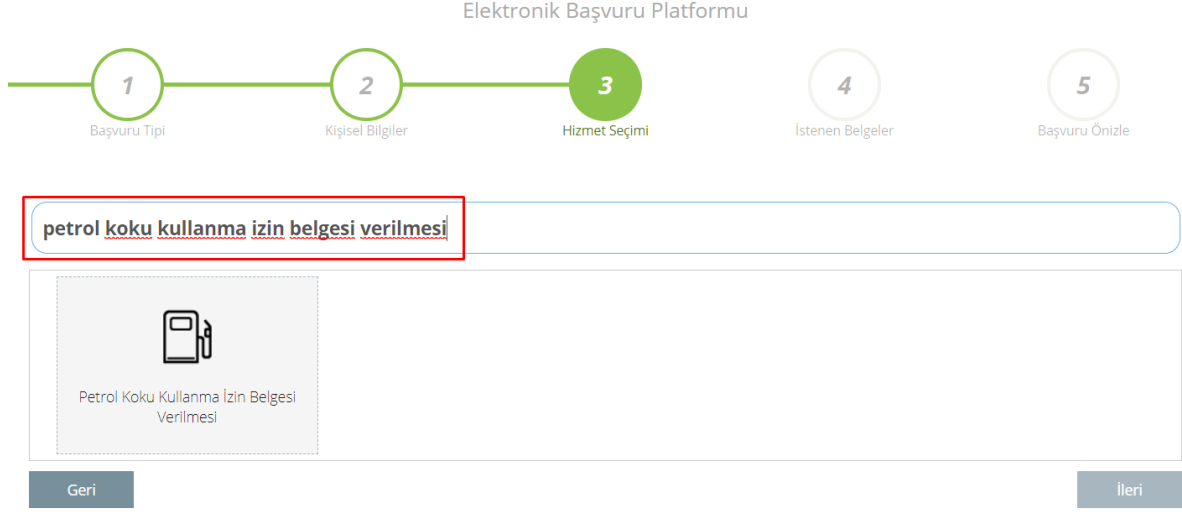 Elektronik Başvuru Platformu
1
2
3
4
5
Başvuru Tipi
Kişisel Bilgiler
Hizmet Seçimi
İstenen Belgeler
Başvuru Önizle
petrol koku kullanma izin belgesi verilmesi
Petrol Koku Kullanma İzin Belgesi
Verilmesi
Geri
İleri